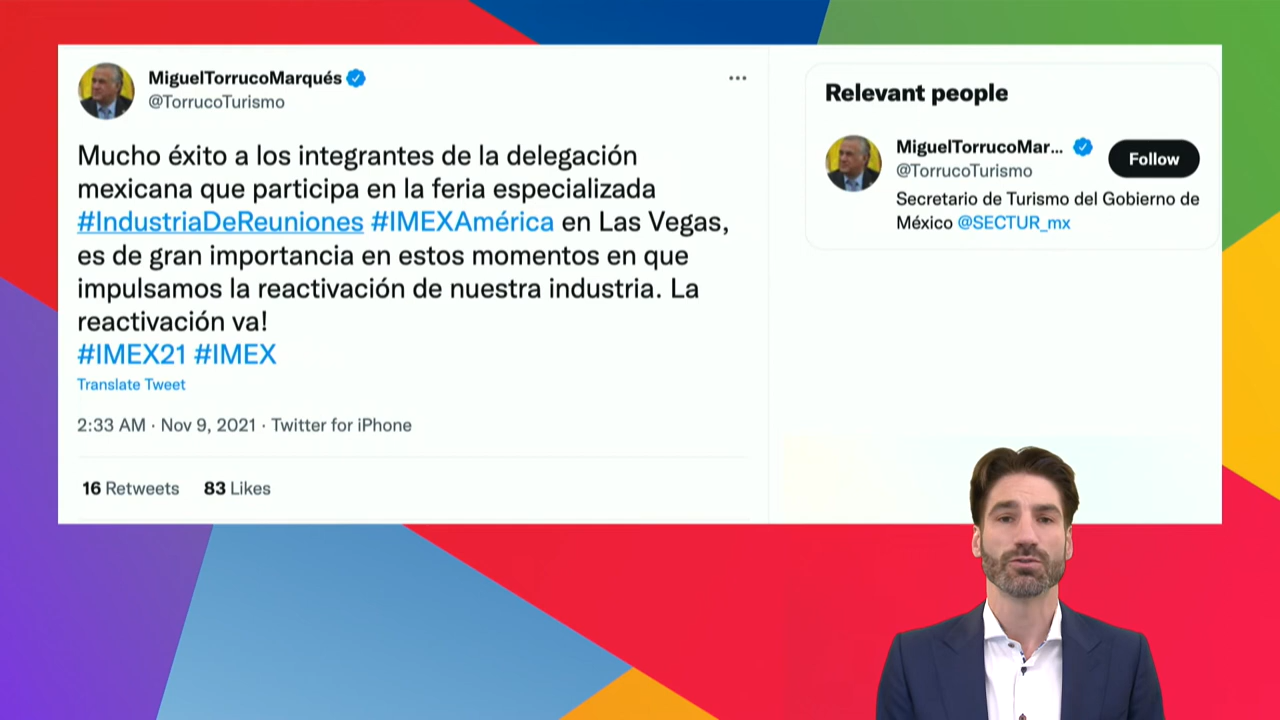 MiguelTorrucoMarqués
@TorrucoTurismo
Mucho éxito a los integrantes de la delegación
mexicana que participa en la feria especializada
#IndustriaDeReuniones #IMEXAmérica en Las Vegas,
es de gran importancia en estos momentos en que
impulsamos la reactivación de nuestra industria. La
reactivación va!
#IMEX21 #IMEX
Translate Tweet
2:33 AM · Nov 9, 2021 · Twitter for iPhone
16 Retweets 83 Likes
Relevant people
MiguelTorrucoMar...
@TorrucoTurismo
Follow
Secretario de Turismo del Gobierno de
México @SECTUR_mx